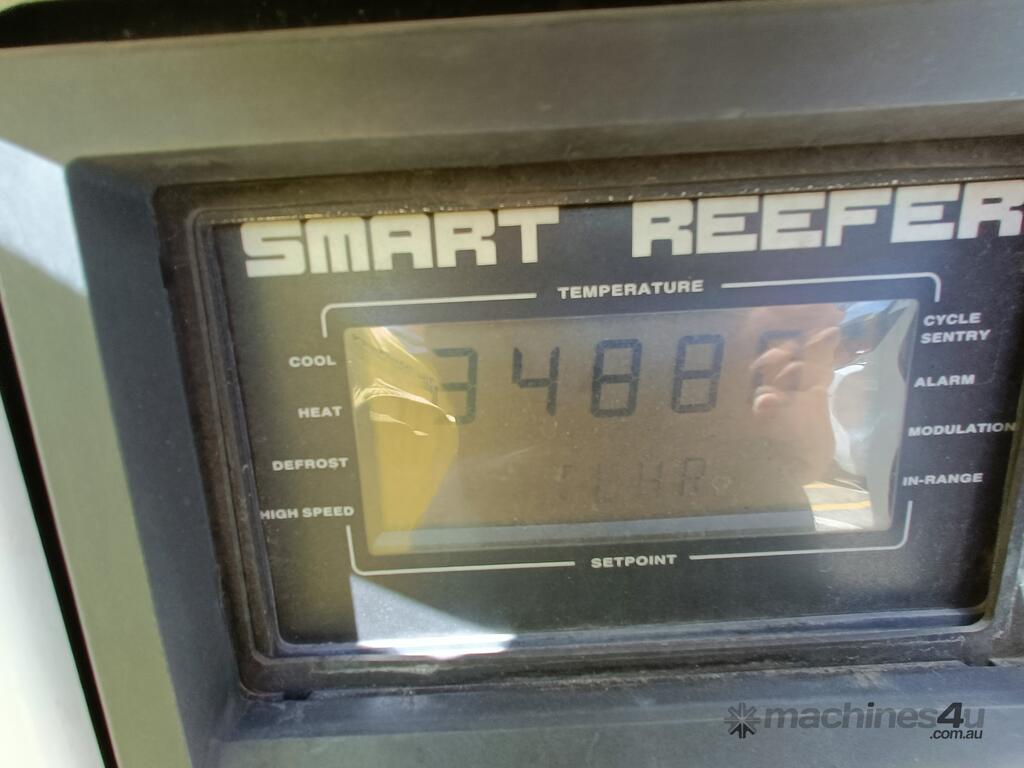 SMART REEFER
TEMPERATURE
CYCLE SENTRY
COOL
ALARM
HEAT
MODULATION
DEFROST
IN-RANGE
HIGH SPEED
SETPOINT
machines4u
.com.au